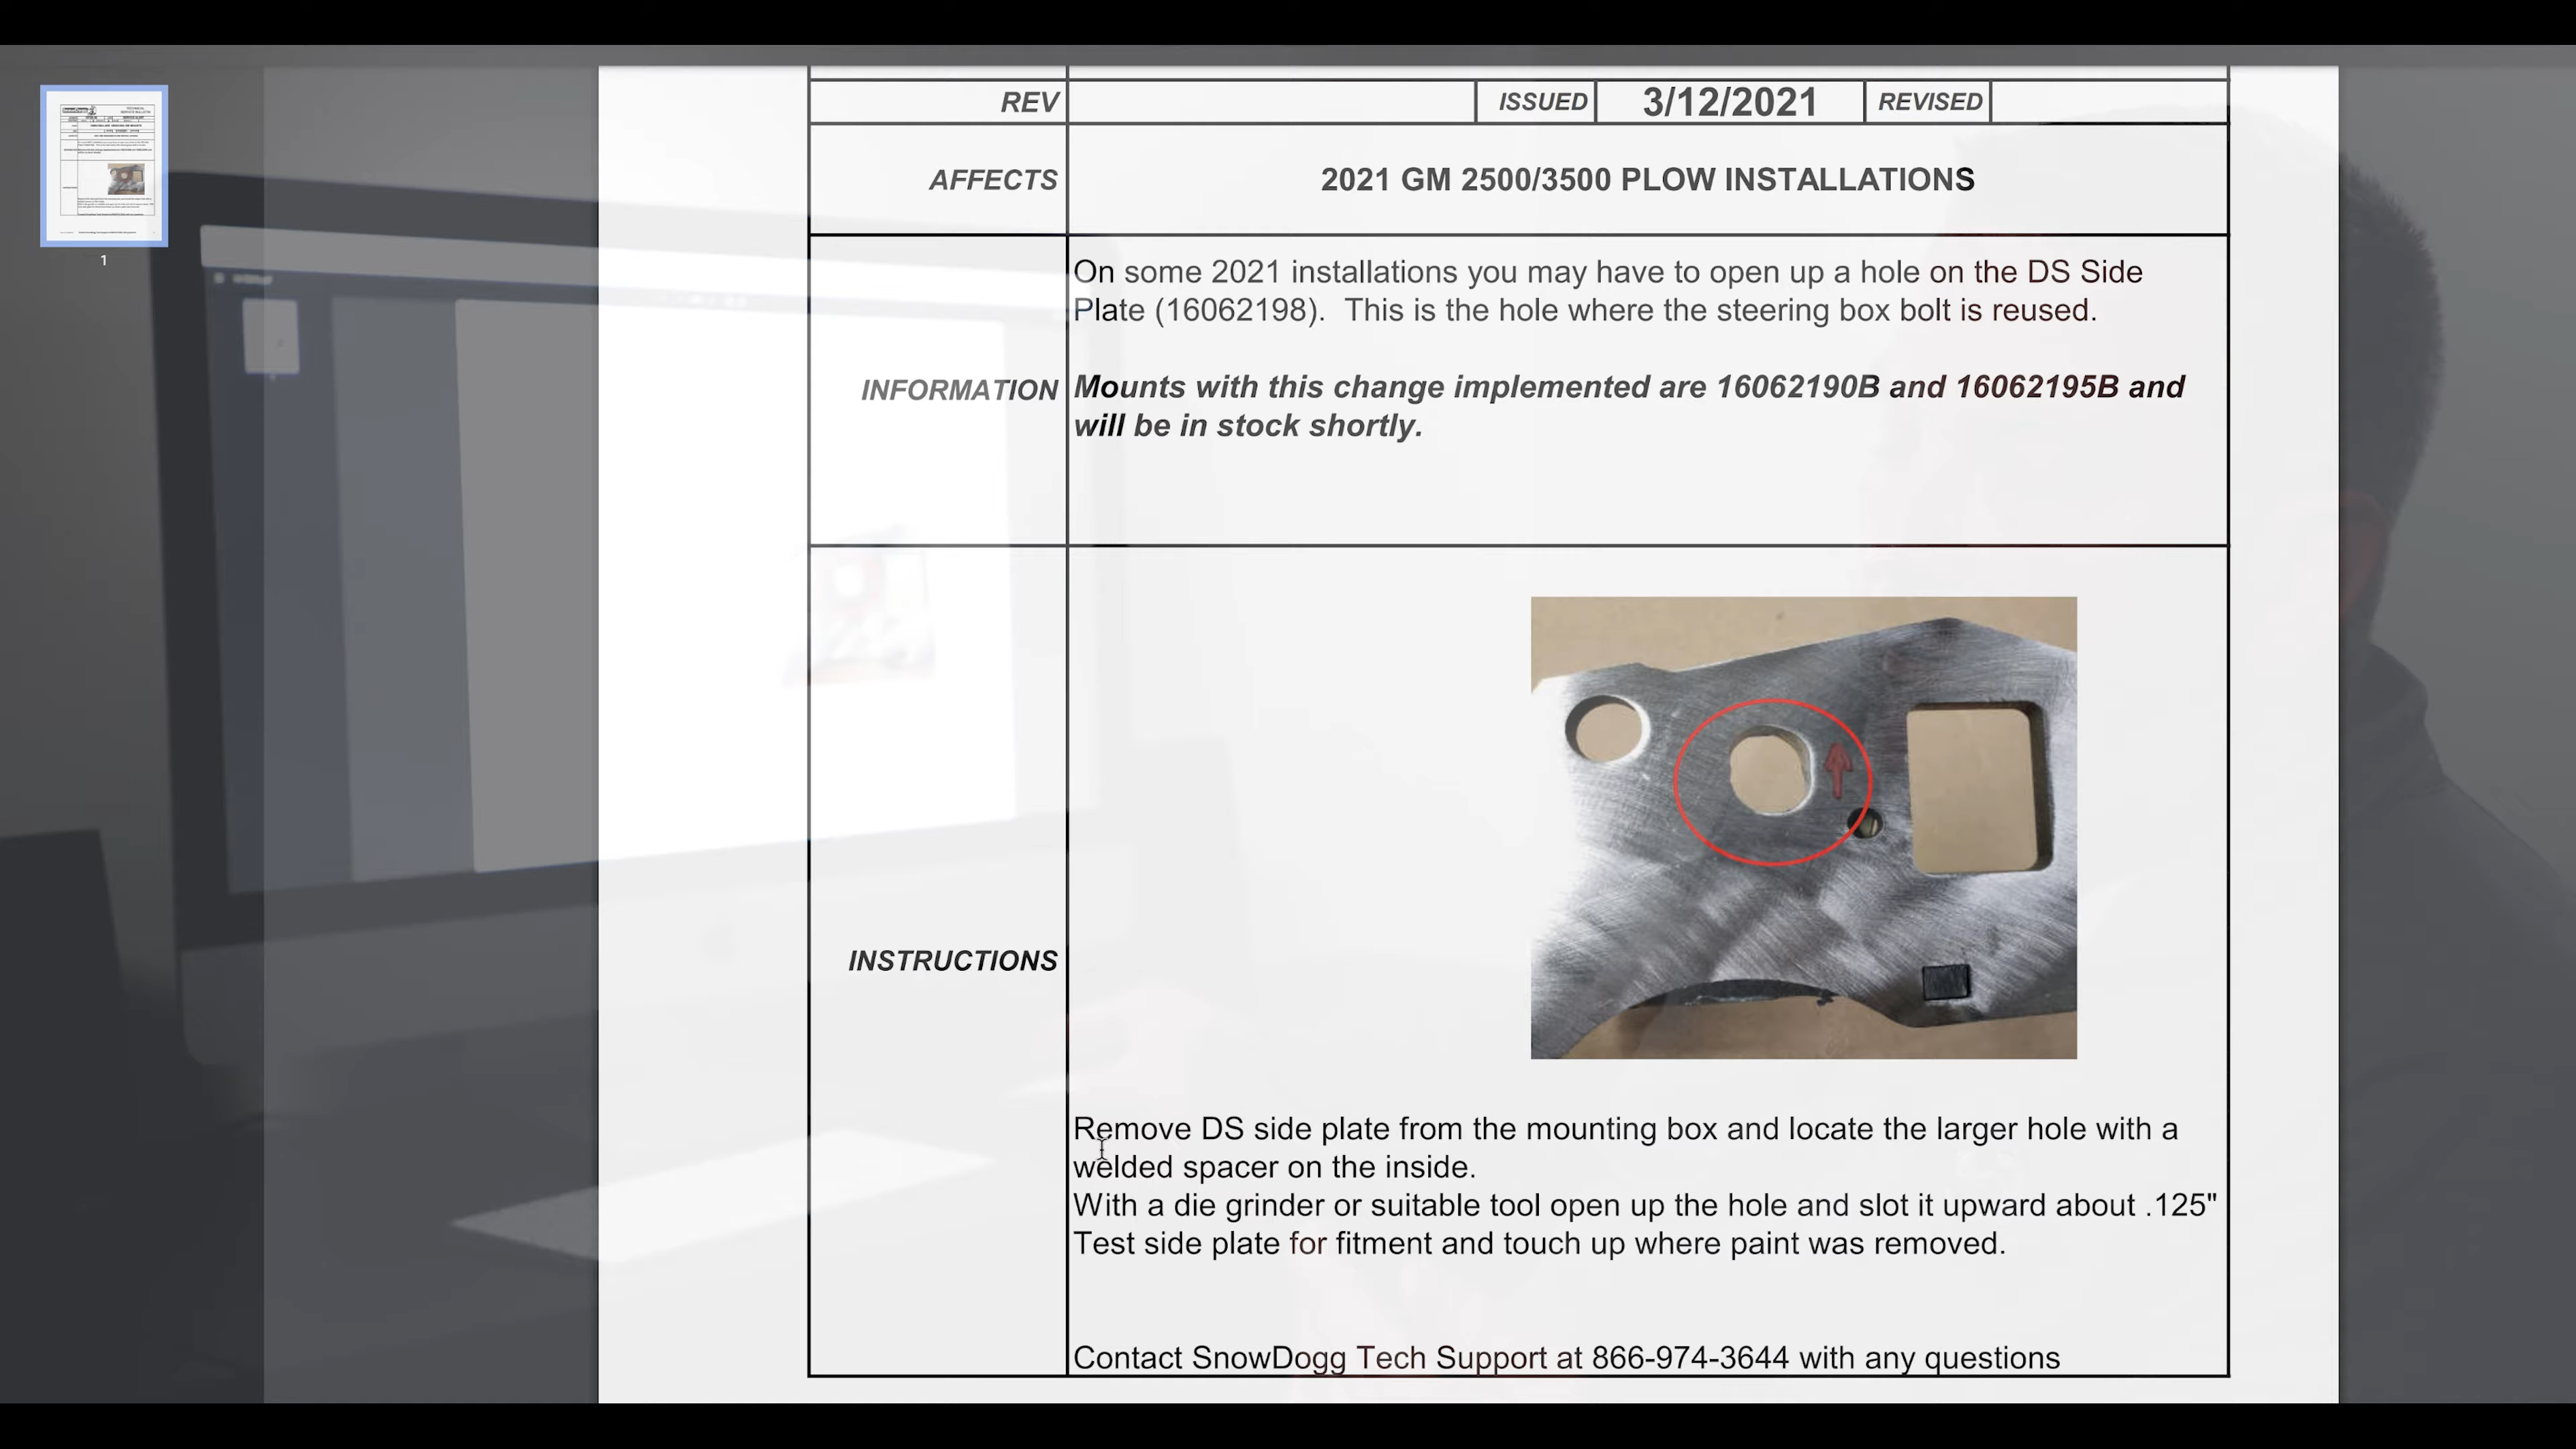 REV
ISSUED
3/12/2021
REVISED
AFFECTS
2021 GM 2500/3500 PLOW INSTALLATIONS
INFORMATION
On some 2021 installations you may have to open up a hole on the DS Side
Plate (16062198). This is the hole where the steering box bolt is reused.
Mounts with this change implemented are 16062190B and 16062195B and
will be in stock shortly.
INSTRUCTIONS
Remove DS side plate from the mounting box and locate the larger hole with a
welded spacer on the inside.
With a die grinder or suitable tool open up the hole and slot it upward about .125"
Test side plate for fitment and touch up where paint was removed.
Contact SnowDogg Tech Support at 866-974-3644 with any questions
1